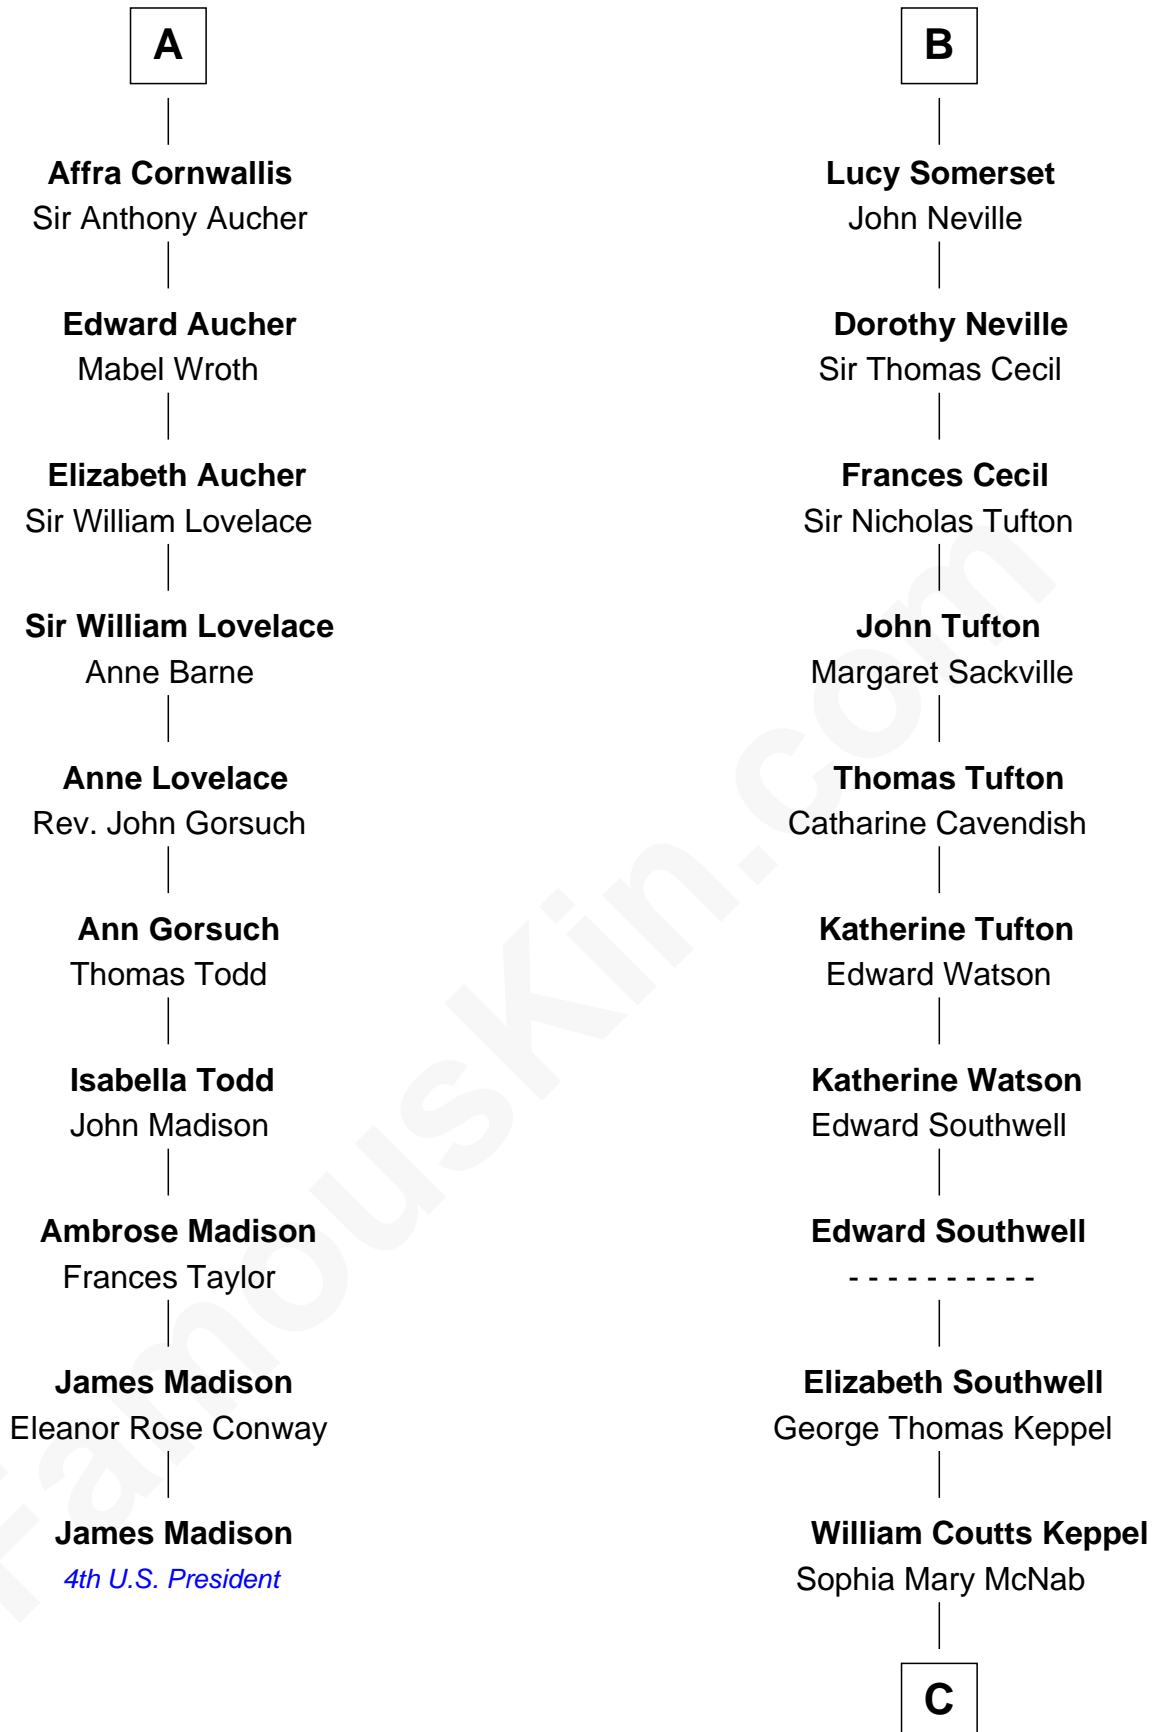 A
Affra Cornwallis
Sir Anthony Aucher
Edward Aucher
Mabel Wroth
Elizabeth Aucher
Sir William Lovelace
Sir William Lovelace
Anne Barne
Anne Lovelace
Rev. John Gorsuch
Ann Gorsuch
Thomas Todd
Isabella Todd
John Madison
Ambrose Madison
Frances Taylor
James Madison
Eleanor Rose Conway
James Madison
4th U.S. President
B
Lucy Somerset
John Neville
Dorothy Neville
Sir Thomas Cecil
Frances Cecil
Sir Nicholas Tufton
John Tufton
Margaret Sackville
Thomas Tufton
Catharine Cavendish
Katherine Tufton
Edward Watson
Katherine Watson
Edward Southwell
Edward Southwell
- - - - - - - - - -
Elizabeth Southwell
George Thomas Keppel
William Coutts Keppel
Sophia Mary McNab
C
FamousKin.com